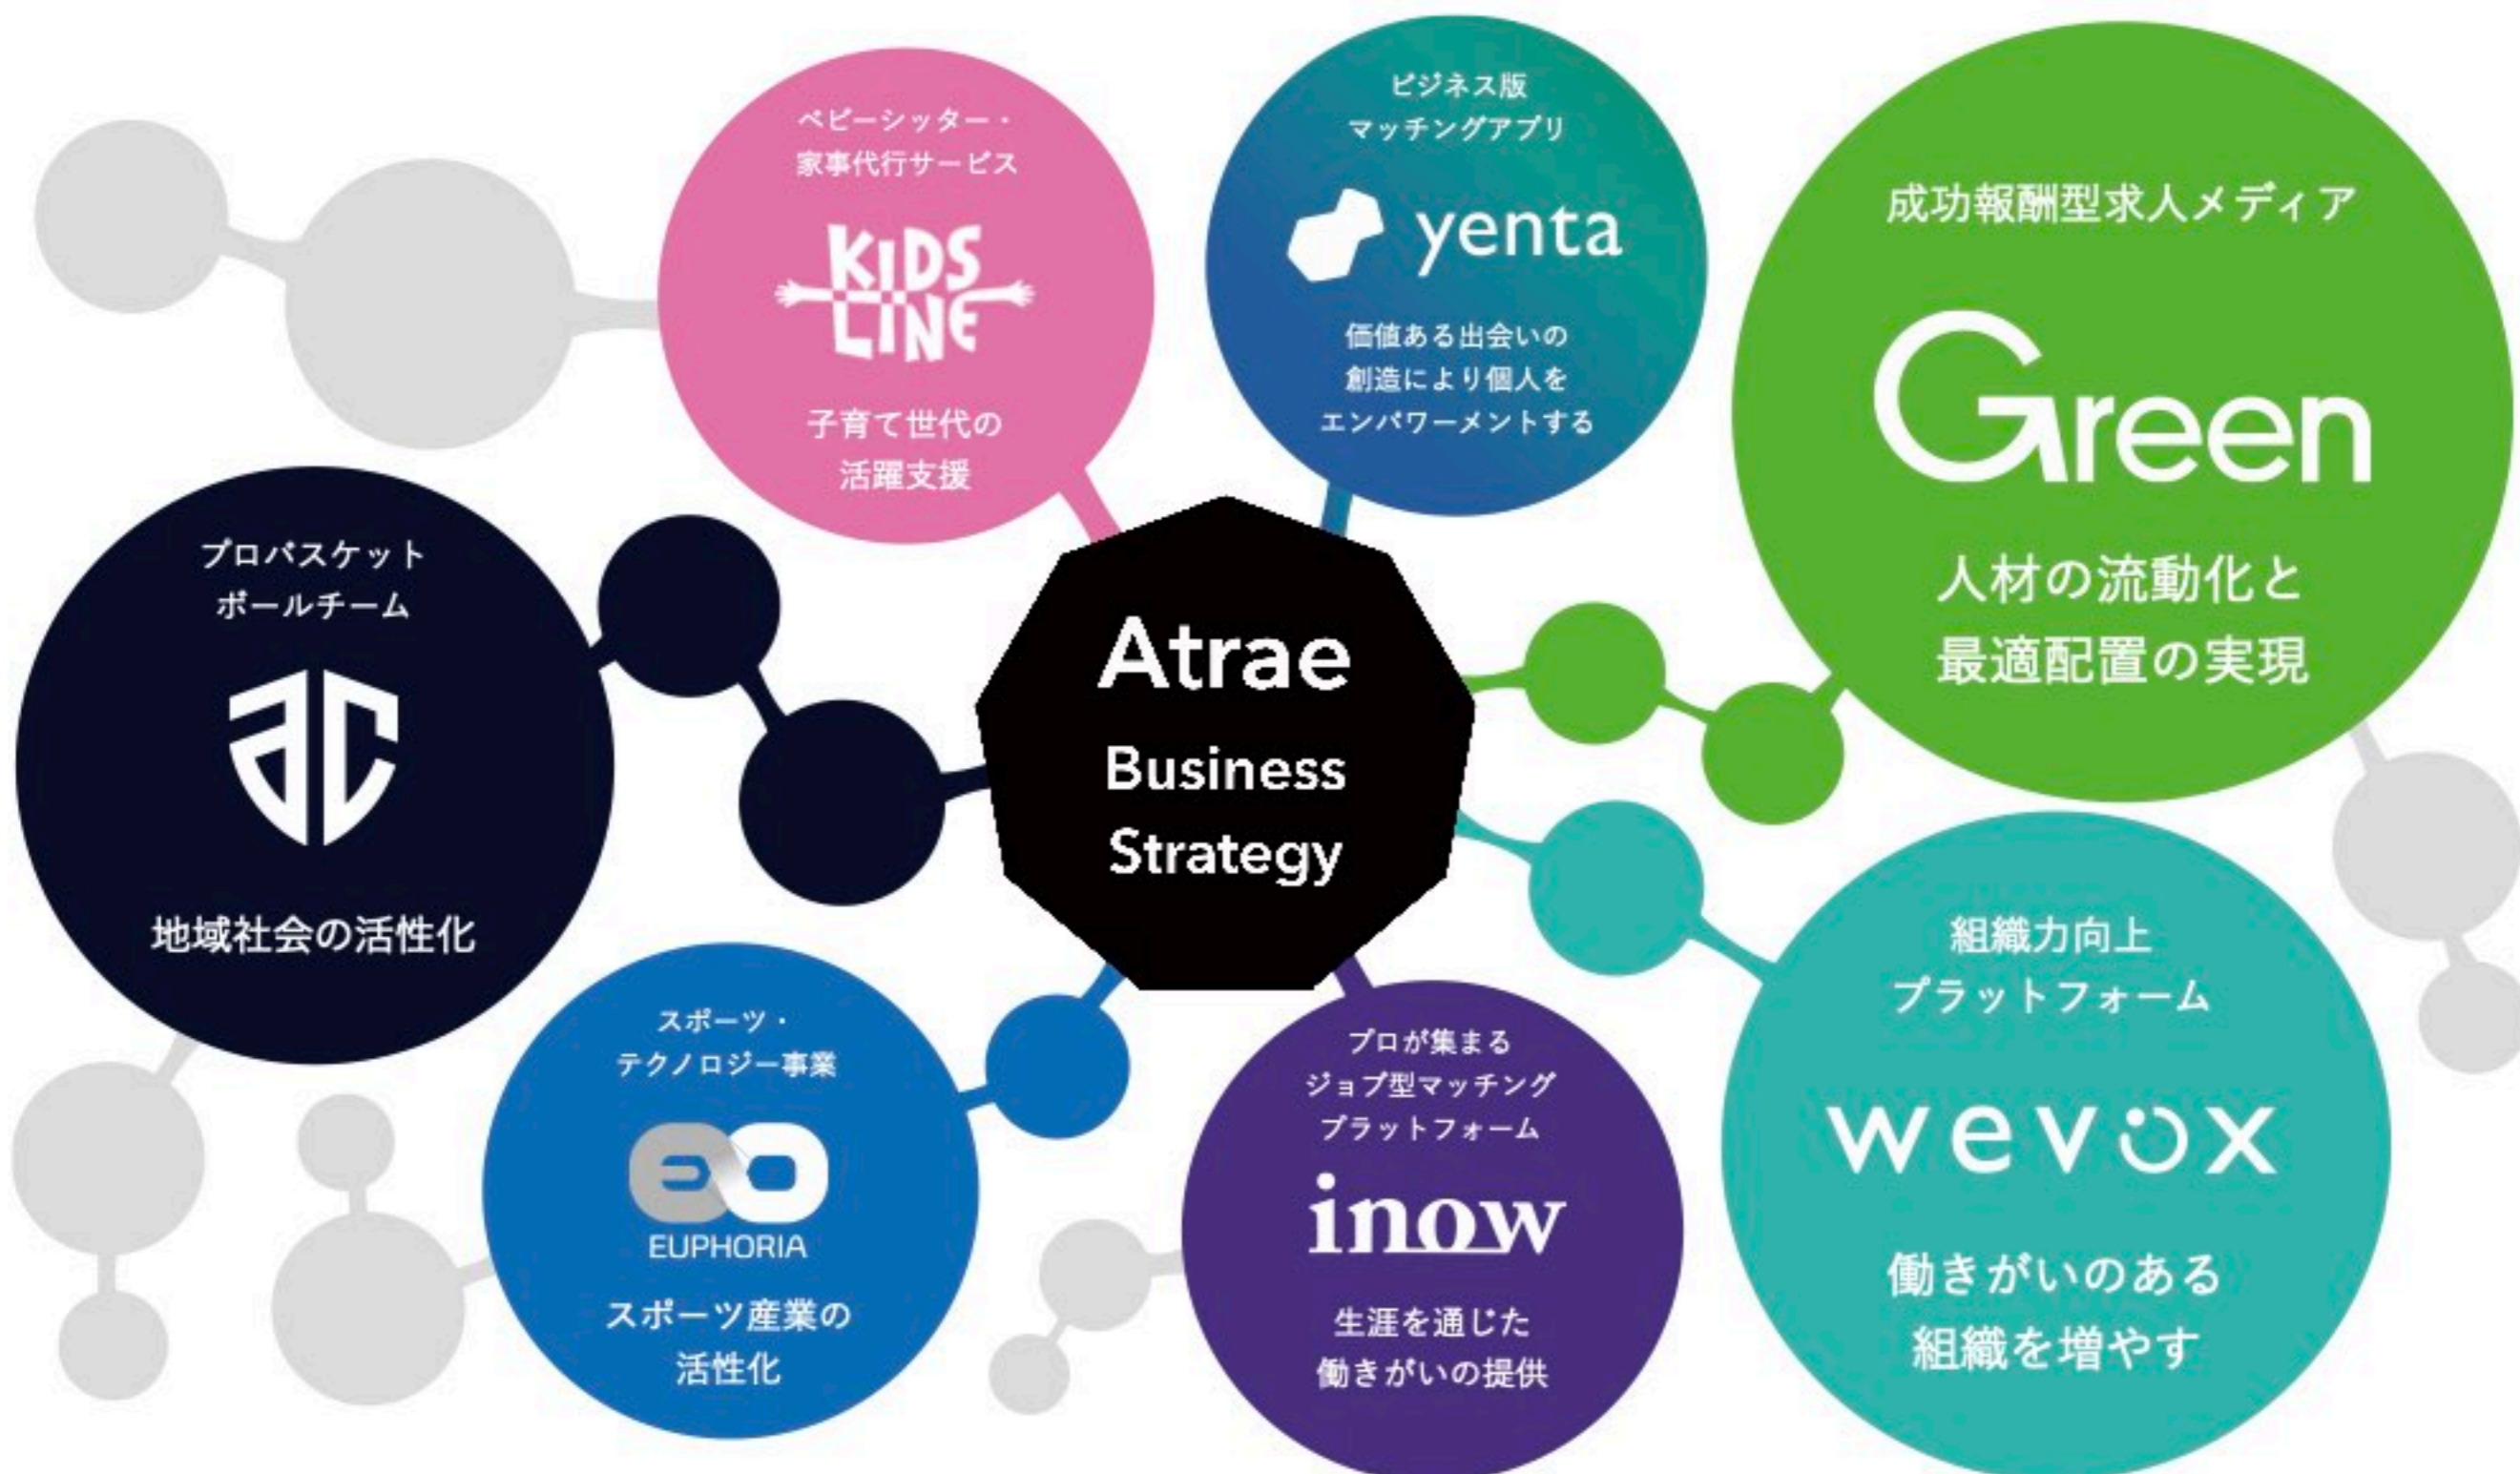 ベビーシッター・
家事代行サービス
KIDS
LINE
子育て世代の
活躍支援
ビジネス版
マッチングアプリ
yenta
価値ある出会いの
創造により個人を
エンパワーメントする
成功報酬型求人メディア
Green
人材の流動化と
最適配置の実現
プロバスケット
ボールチーム
ac
地域社会の活性化
Atrae
Business
Strategy
スポーツ・
テクノロジー事業
EUPHORIA
スポーツ産業の
活性化
プロが集まる
ジョブ型マッチング
プラットフォーム
inow
生涯を通じた
働きがいの提供
組織力向上
プラットフォーム
wevox
働きがいのある
組織を増やす